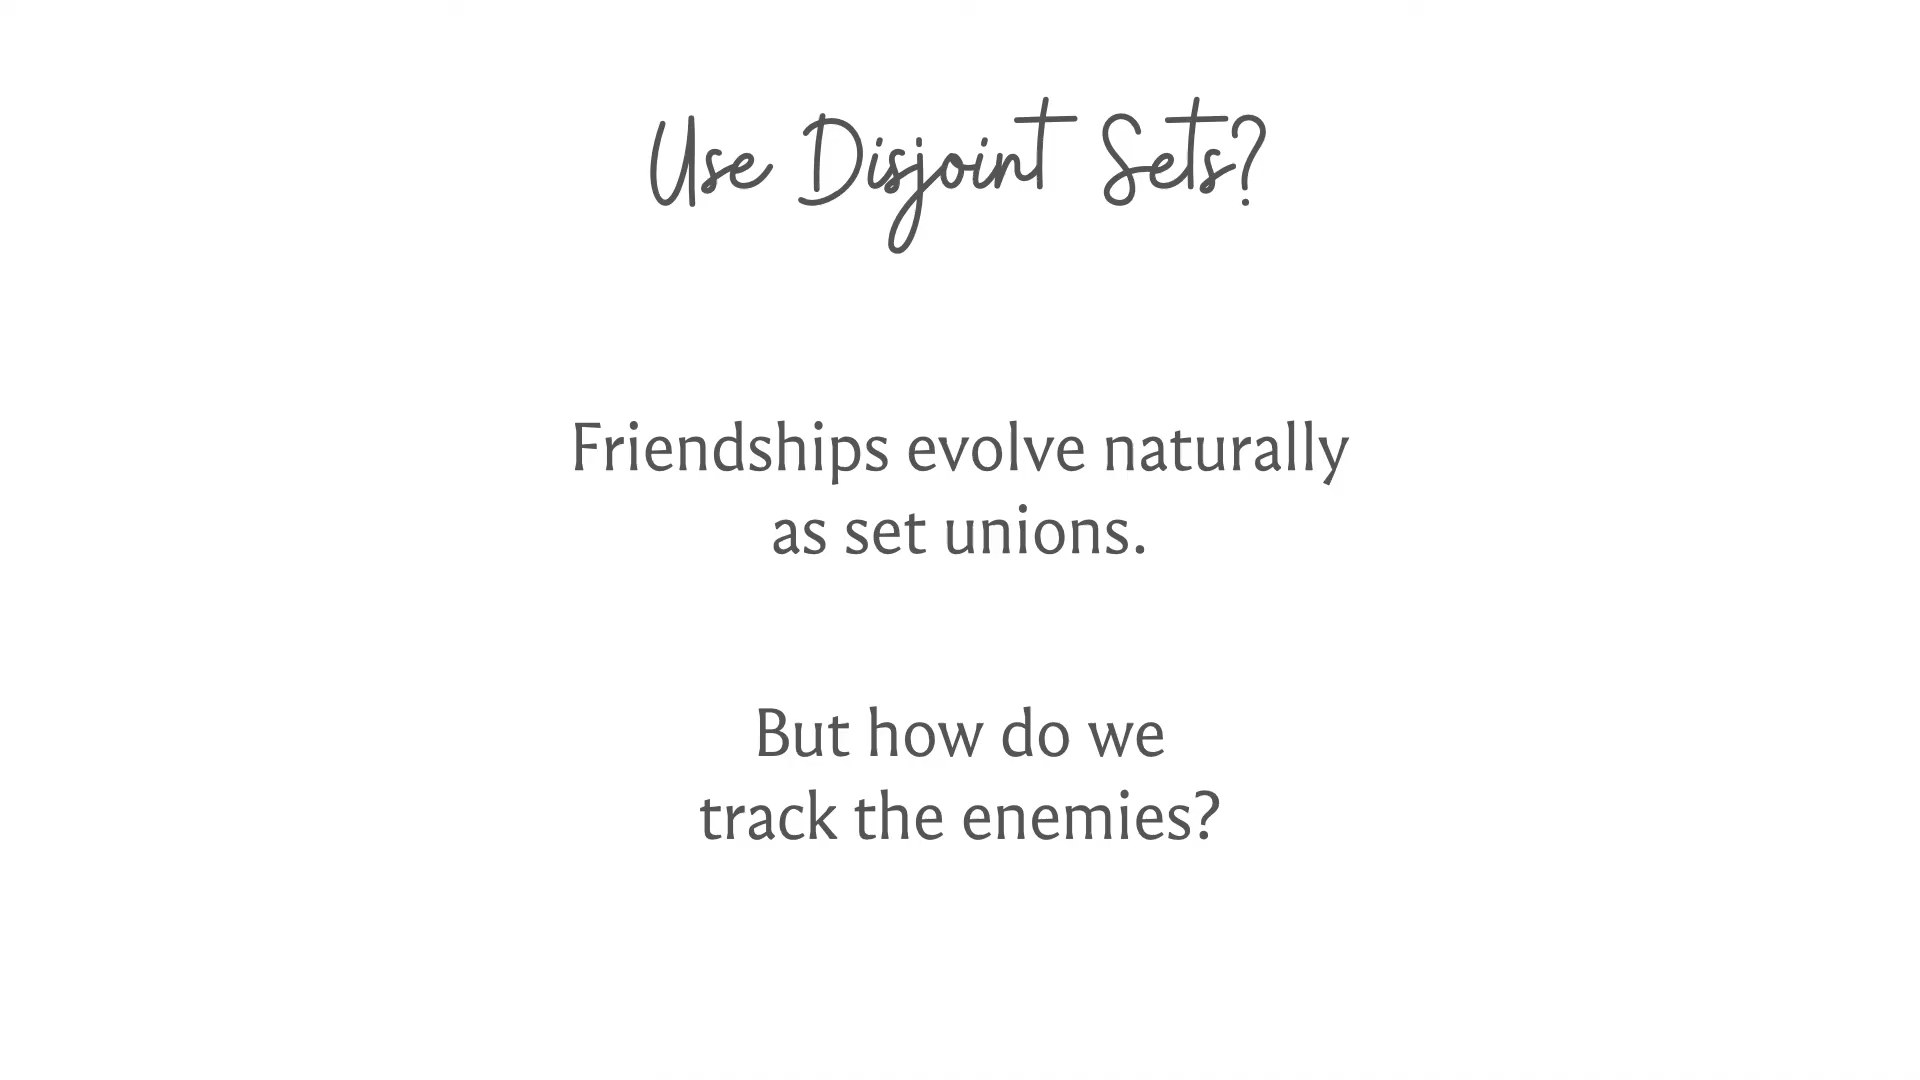 Use Disjoint Sets?
Friendships evolve naturally
as set unions.
But how do we
track the enemies?